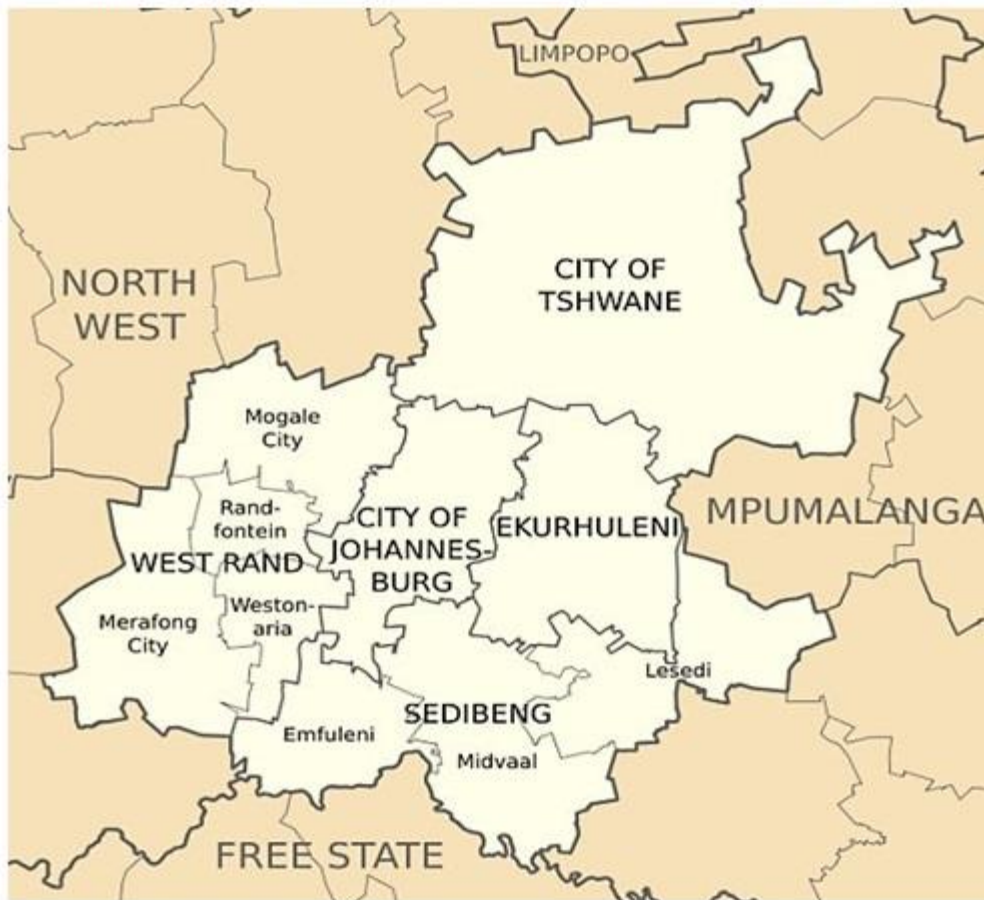 LIMPOPO
CITY OF
TSHWANE
NORTH
WEST
Mogale
City
Rand-
fontein
CITY OF
JOHANNES-
BURG
EKURHULENI
MPUMALANGA
WEST RAND
Weston-
aria
Merafong
City
Lesedi
SEDIBENG
Emfuleni
Midvaal
FREE STATE